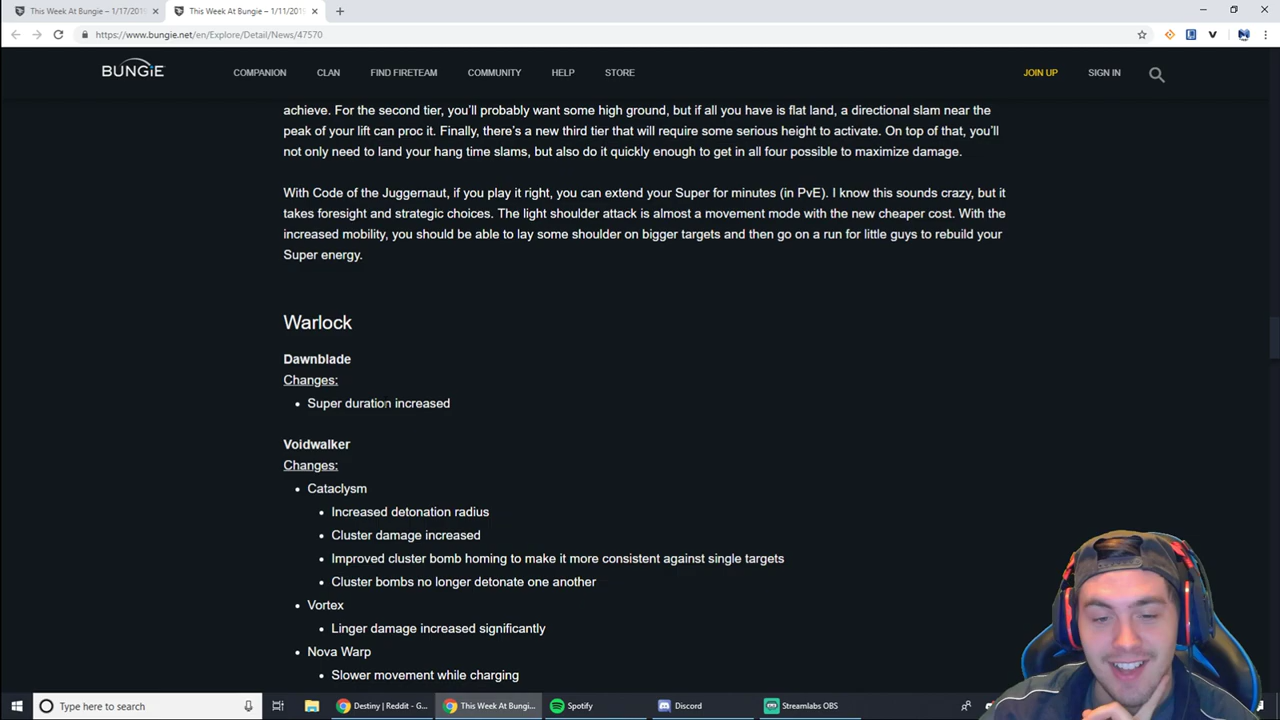 This Week At Bungie – 1/17/201
This Week At Bungie – 1/11/201
https://www.bungie.net/en/Explore/Detail/News/47570
BUNGIE
COMPANION
CLAN
FIND FIRETEAM
COMMUNITY
HELP
STORE
JOIN UP
SIGN IN
achieve. For the second tier, you'll probably want some high ground, but if all you have is flat land, a directional slam near the
peak of your lift can proc it. Finally, there's a new third tier that will require some serious height to activate. On top of that, you'll
not only need to land your hang time slams, but also do it quickly enough to get in all four possible to maximize damage.
With Code of the Juggernaut, if you play it right, you can extend your Super for minutes (in PvE). I know this sounds crazy, but it
takes foresight and strategic choices. The light shoulder attack is almost a movement mode with the new cheaper cost. With the
increased mobility, you should be able to lay some shoulder on bigger targets and then go on a run for little guys to rebuild your
Super energy.
Warlock
Dawnblade
Changes:
• Super duration increased
Voidwalker
Changes:
• Cataclysm
• Increased detonation radius
• Cluster damage increased
• Improved cluster bomb homing to make it more consistent against single targets
• Cluster bombs no longer detonate one another
• Vortex
• Linger damage increased significantly
• Nova Warp
• Slower movement while charging
Type here to search
Destiny | Reddit - G...
This Week At Bungi...
Spotify
Discord
Streamlabs OBS